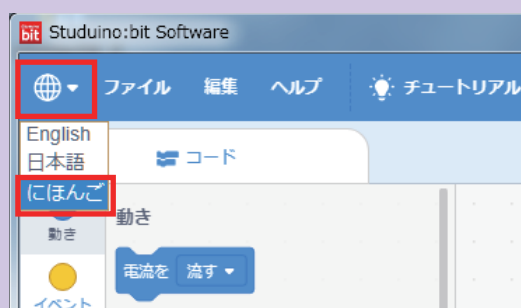 bit Studuino:bit Software
ファイル 編集 ヘルプ チュートリアル
English
日本語
にほんご
コード
動き
動き
電流を 流す
イベント